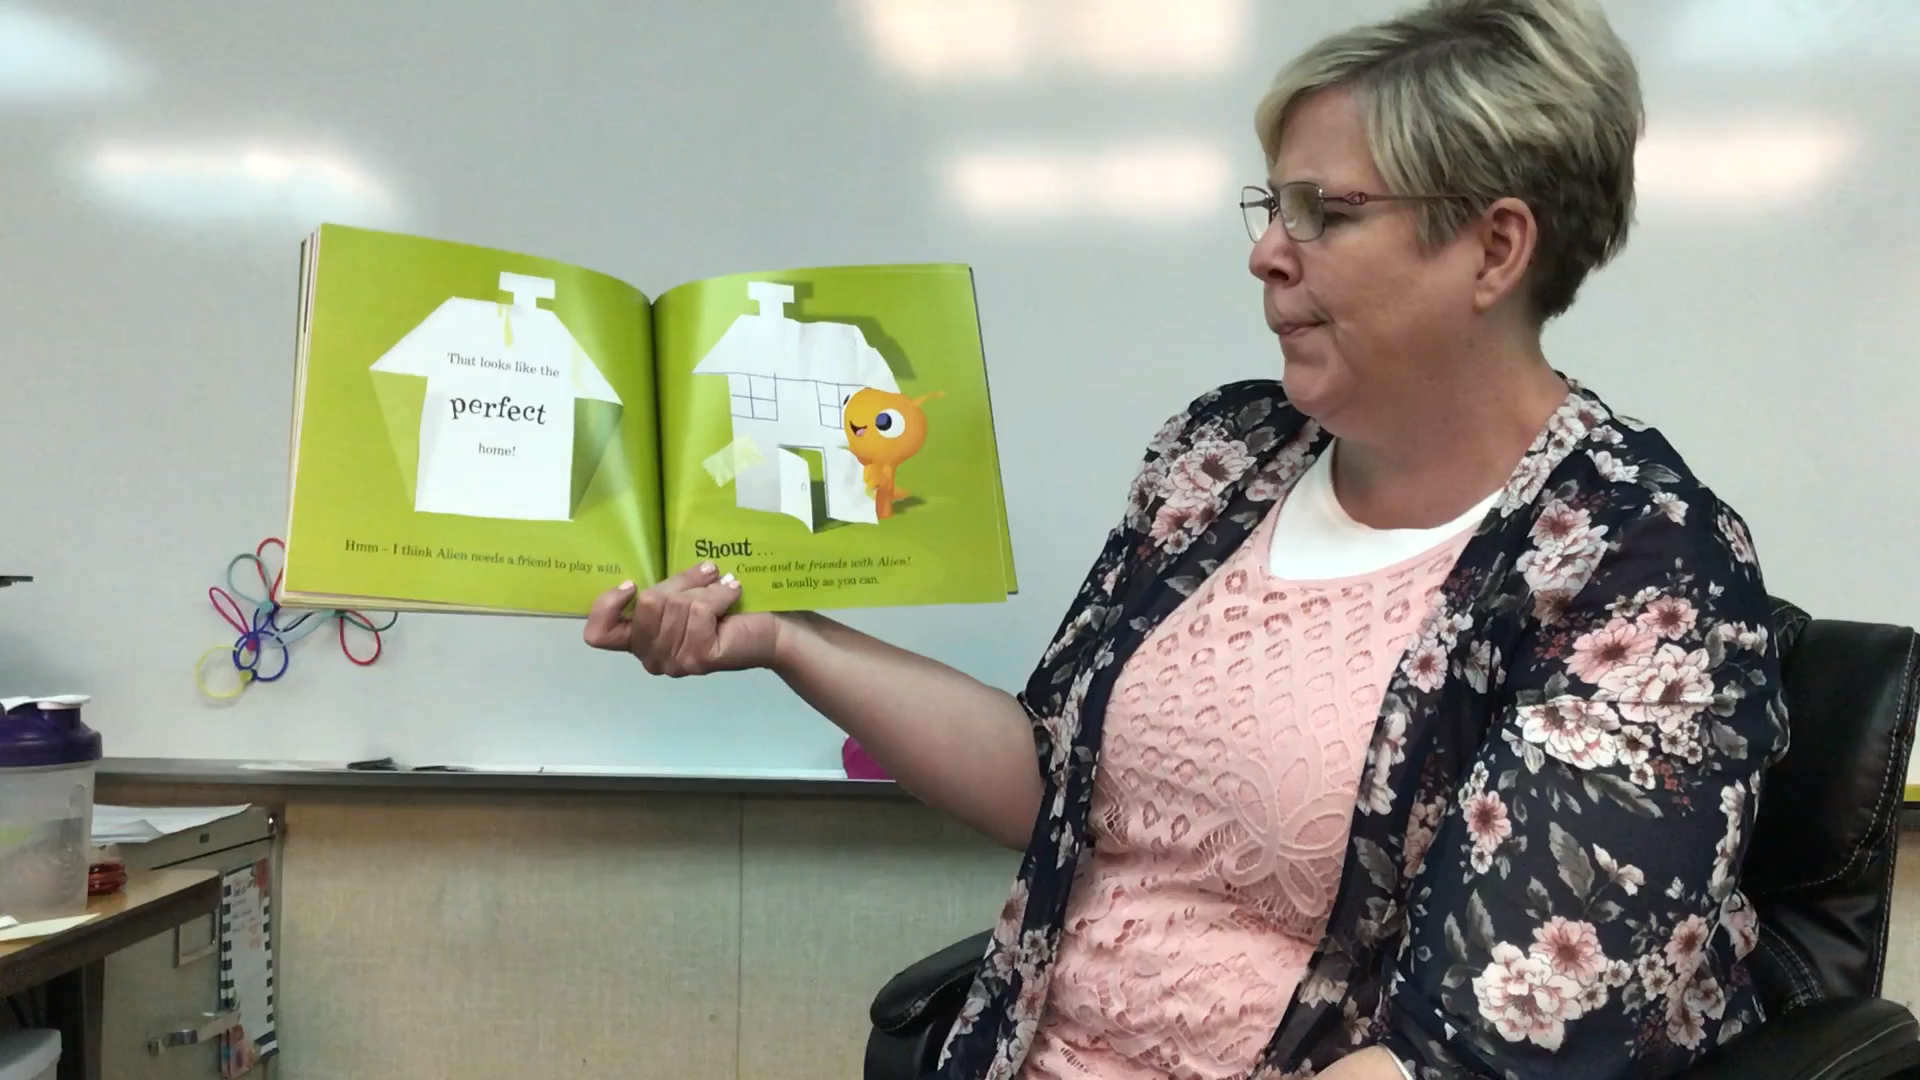 That looks like the
perfect
home!
Hmm – I think Alien needs a friend to play with.
Shout ...
Come and be friends with Alien!
as loudly as you can.